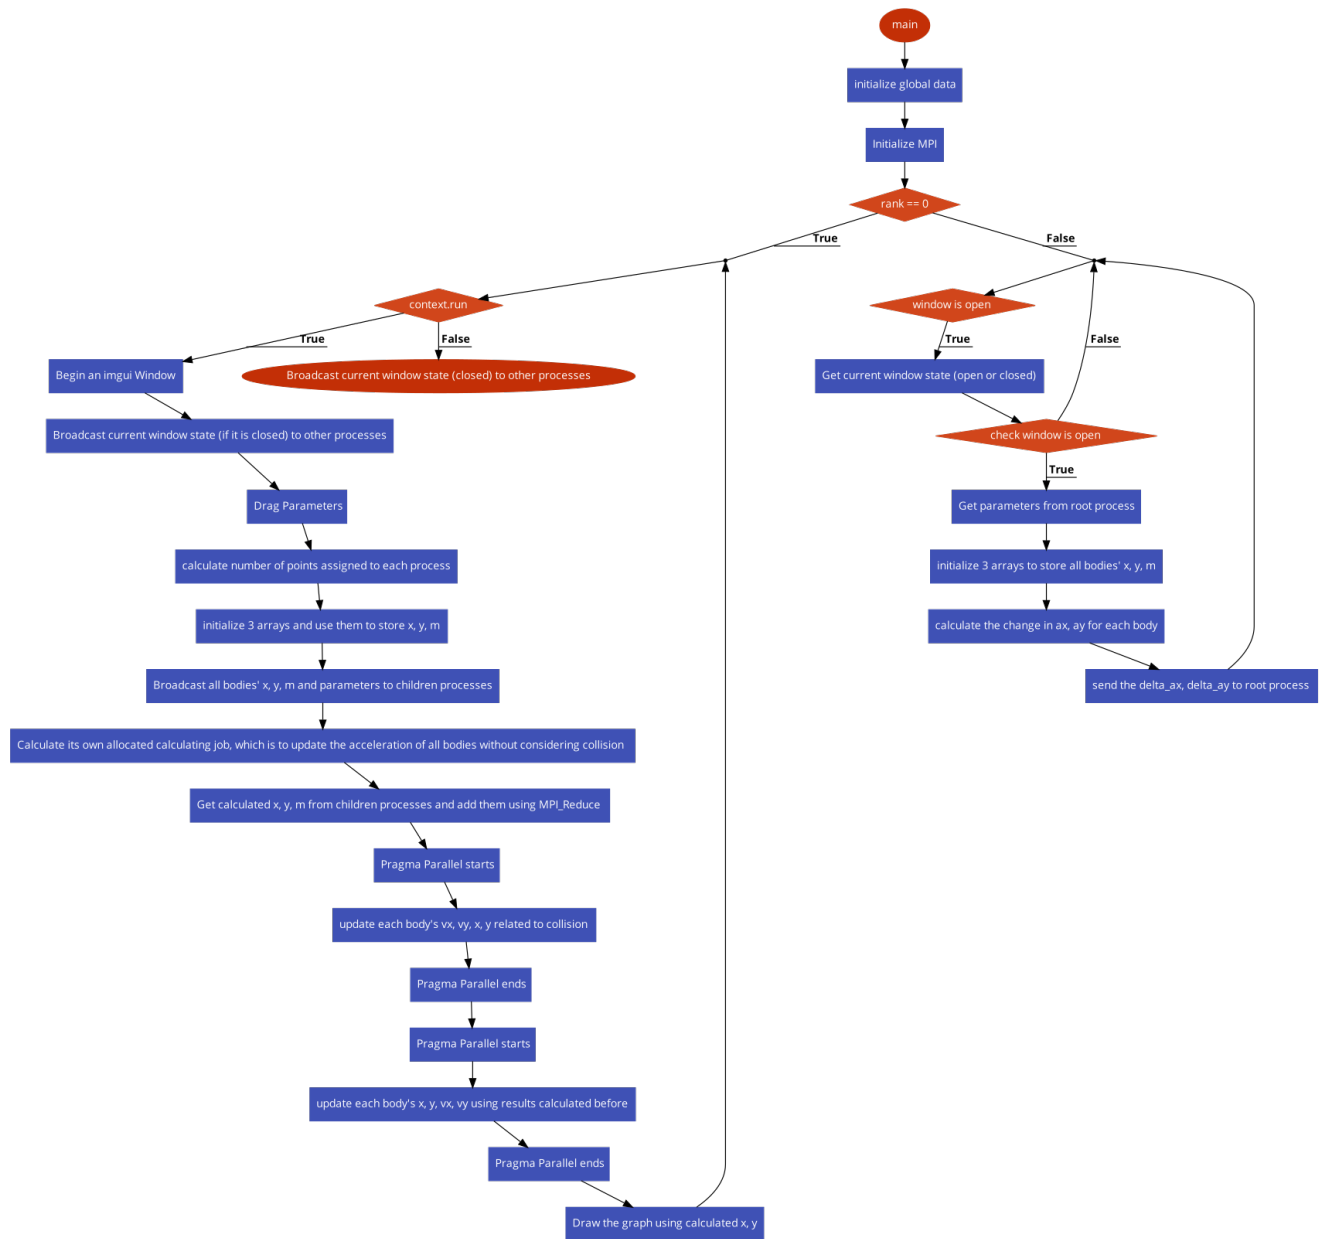 main
initialize global data
Initialize MPI
rank == 0
True
False
context.run
window is open
True
False
True
False
Begin an imgui Window
Broadcast current window state (closed) to other processes
Get current window state (open or closed)
Broadcast current window state (if it is closed) to other processes
check window is open
True
Drag Parameters
Get parameters from root process
calculate number of points assigned to each process
initialize 3 arrays to store all bodies' x, y, m
initialize 3 arrays and use them to store x, y, m
calculate the change in ax, ay for each body
Broadcast all bodies' x, y, m and parameters to children processes
send the delta_ax, delta_ay to root process
Calculate its own allocated calculating job, which is to update the acceleration of all bodies without considering collision
Get calculated x, y, m from children processes and add them using MPI_Reduce
Pragma Parallel starts
update each body's vx, vy, x, y related to collision
Pragma Parallel ends
Pragma Parallel starts
update each body's x, y, vx, vy using results calculated before
Pragma Parallel ends
Draw the graph using calculated x, y